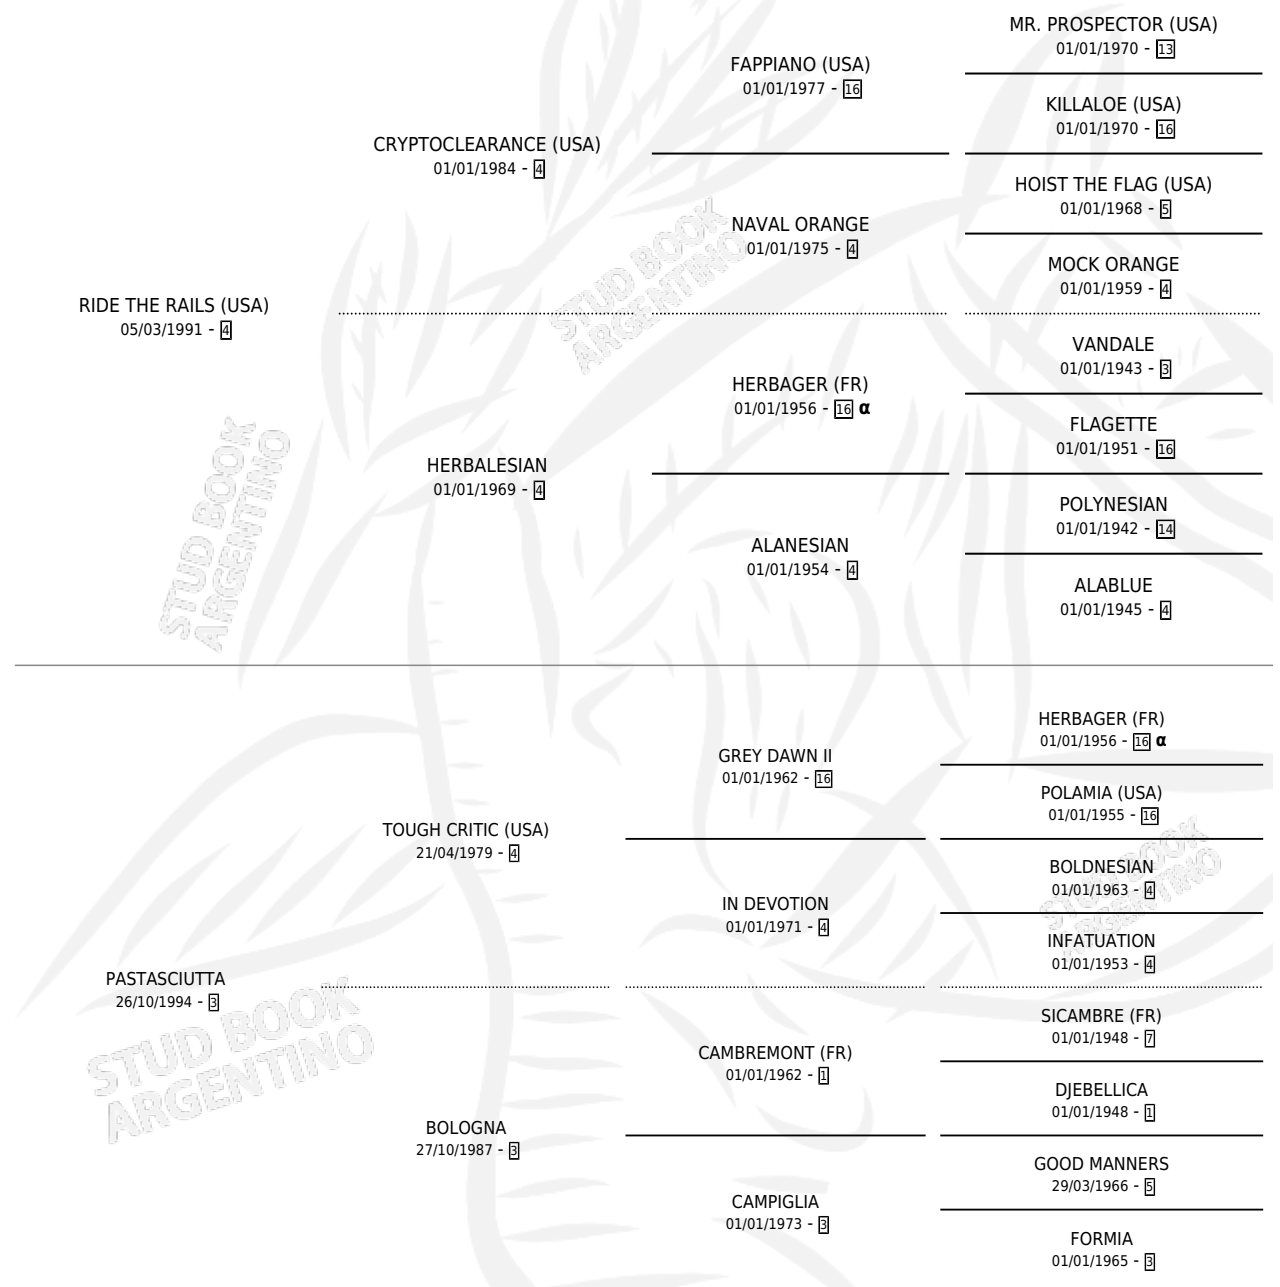 MR. PROSPECTOR (USA)
01/01/1970 - 13
FAPPIANO (USA)
01/01/1977 - 16
KILLALOE (USA)
01/01/1970 - 16
CRYPTOCLEARANCE (USA)
01/01/1984 - 4
HOIST THE FLAG (USA)
01/01/1968 - 5
NAVAL ORANGE
01/01/1975 - 4
MOCK ORANGE
01/01/1959 - 4
STUD BOOK
ARGENTINO
RIDE THE RAILS (USA)
05/03/1991 - 4
VANDALE
01/01/1943 - 3
HERBAGER (FR)
01/01/1956 - 16 α
FLAGETTE
01/01/1951 - 16
HERBALESIAN
01/01/1969 - 4
POLYNESIAN
01/01/1942 - 14
ALANESIAN
01/01/1954 - 4
ALABLUE
01/01/1945 - 4
STUD BOOK
ARGENTINO
HERBAGER (FR)
01/01/1956 - 16 α
GREY DAWN II
01/01/1962 - 16
POLAMIA (USA)
01/01/1955 - 16
TOUGH CRITIC (USA)
21/04/1979 - 4
BOLDNESIAN
01/01/1963 - 4
IN DEVOTION
01/01/1971 - 4
INFATUATION
01/01/1953 - 4
STUD BOOK
ARGENTINO
PASTASCIUTTA
26/10/1994 - 3
SICAMBRE (FR)
01/01/1948 - 7
CAMBREMONT (FR)
01/01/1962 - 1
DJEBELLICA
01/01/1948 - 1
BOLOGNA
27/10/1987 - 3
GOOD MANNERS
29/03/1966 - 5
CAMPIGLIA
01/01/1973 - 3
FORMIA
01/01/1965 - 3
STUD BOOK
ARGENTINO